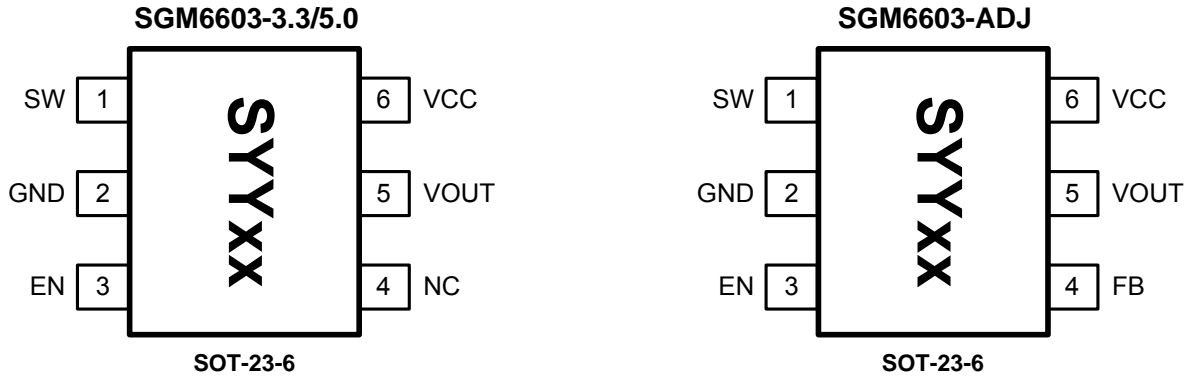 SGM6603-3.3/5.0
SW 1 6 VCC
GND 2 5 VOUT
EN 3 4 NC
SYYxx
SOT-23-6
SGM6603-ADJ
SW 1 6 VCC
GND 2 5 VOUT
EN 3 4 FB
SYYxx
SOT-23-6